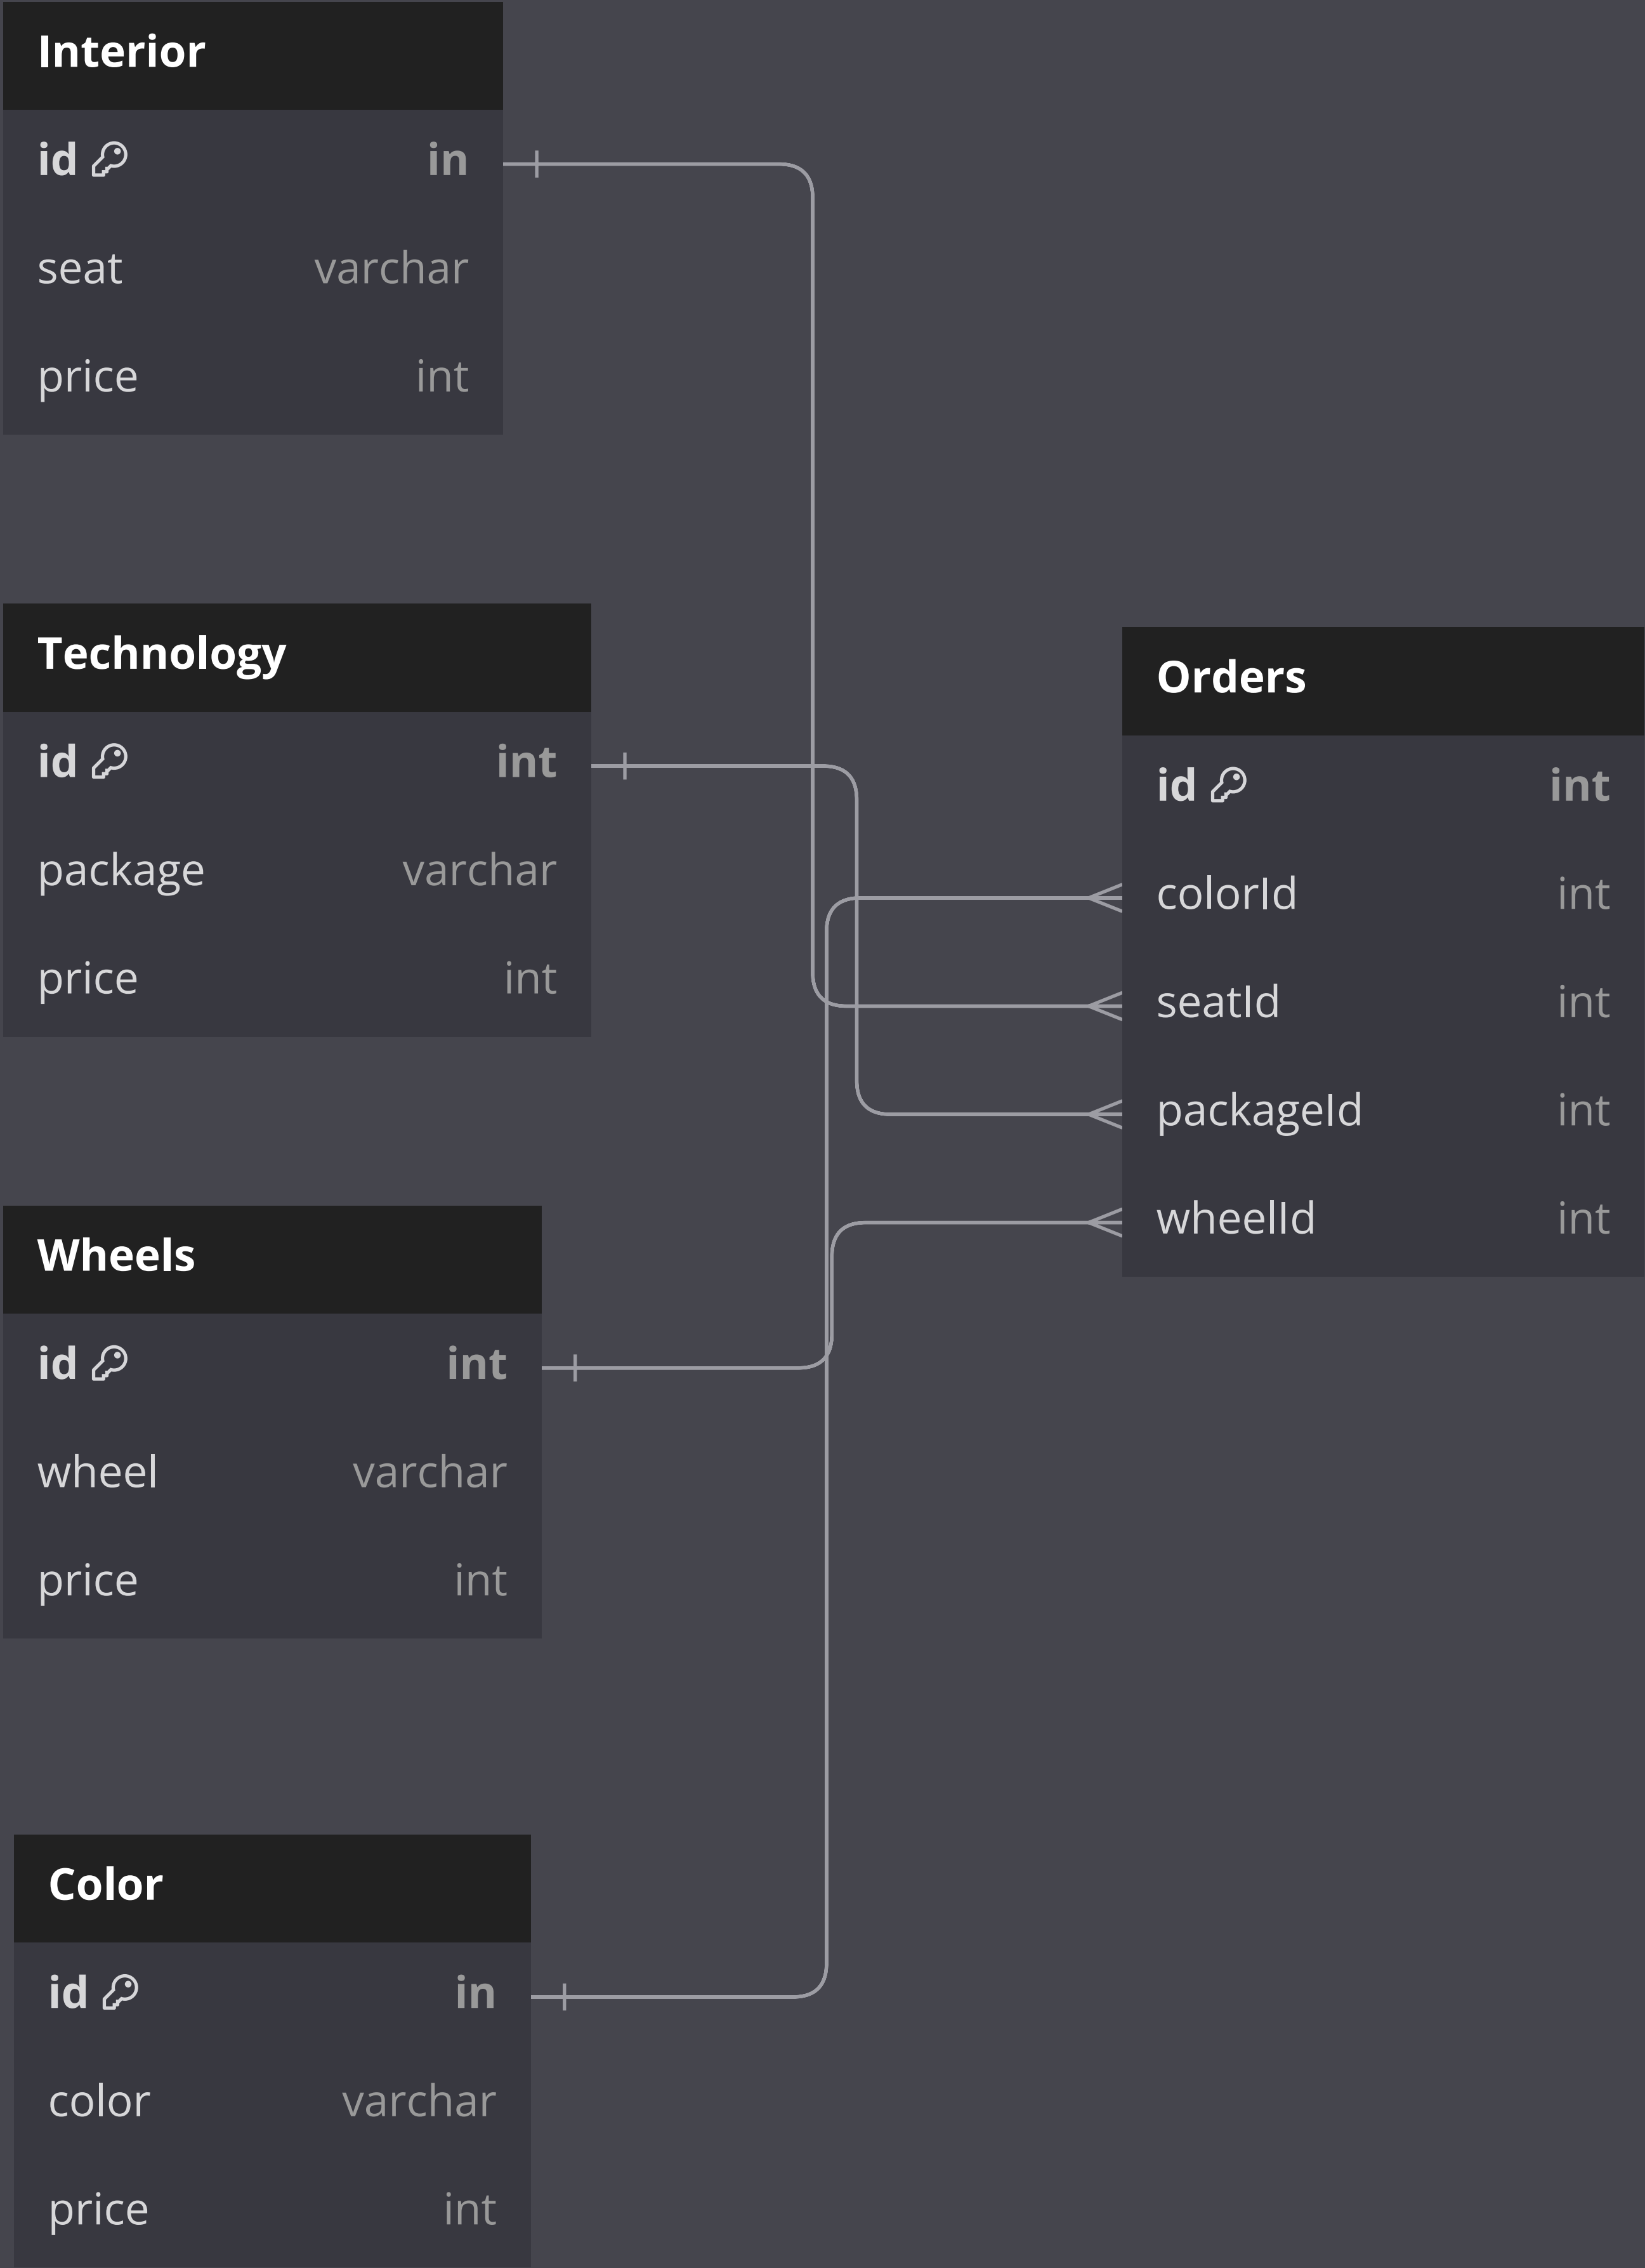 Interior
id in
seat varchar
price int
Technology
id int
package varchar
price int
Orders
id int
colorId int
seatId int
packageId int
wheelId int
Wheels
id int
wheel varchar
price int
Color
id in
color varchar
price int